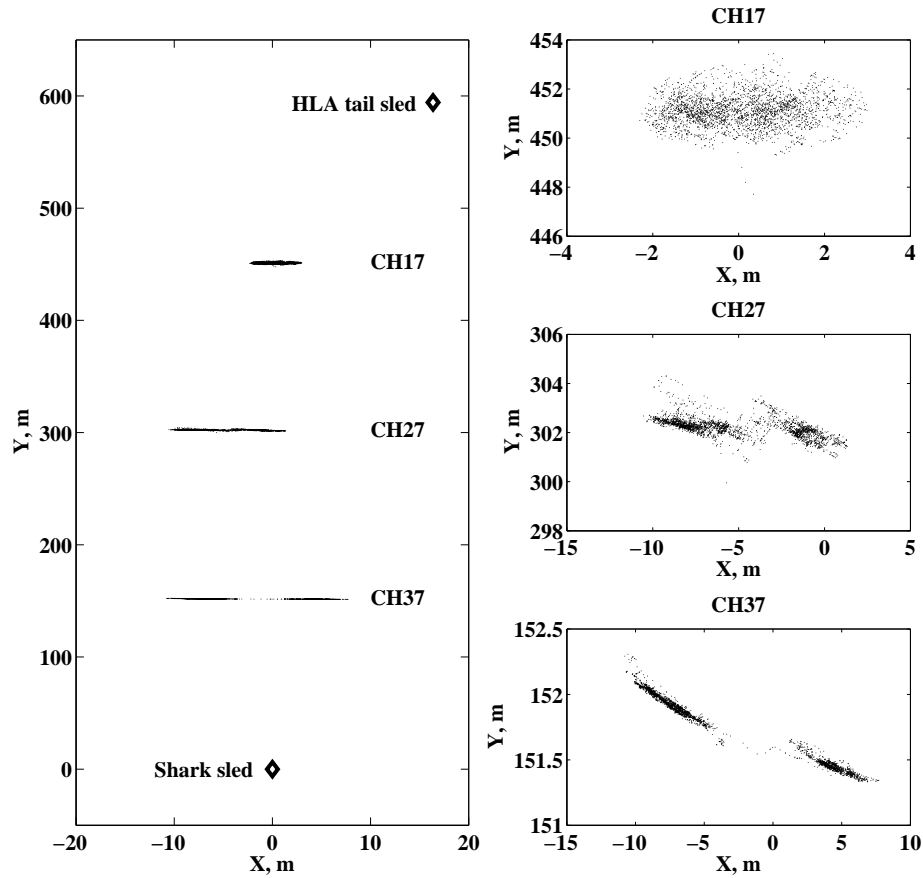 600
500
400
300
200
100
0
−20
−10
0
10
20
X, m
Y, m
HLA tail sled
CH17
CH27
CH37
Shark sled
CH17
454
452
450
448
446
−4
−2
0
2
4
X, m
Y, m
CH27
306
304
302
300
298
−15
−10
−5
0
5
X, m
Y, m
CH37
152.5
152
151.5
151
−15
−10
−5
0
5
10
X, m
Y, m